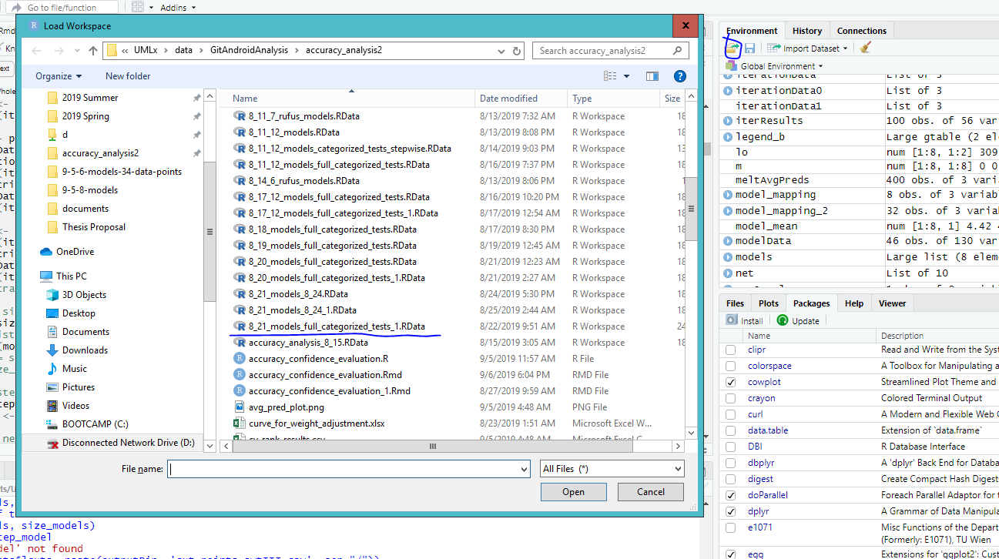 Go to file/function
Addins
Load Workspace
« UMLx › data › GitAndroidAnalysis › accuracy_analysis2
Search accuracy_analysis2
Organize
New folder
2019 Summer
2019 Spring
d
accuracy_analysis2
9-5-6-models-34-data-points
9-5-8-models
documents
Thesis Proposal
OneDrive
This PC
3D Objects
Desktop
Documents
Downloads
Music
Pictures
Videos
BOOTCAMP (C:)
Disconnected Network Drive (D:)
Name Date modified Type Size
8_11_7_rufus_models.RData 8/13/2019 7:32 AM R Workspace 18
8_11_12_models.RData 8/13/2019 8:08 PM R Workspace 18
8_11_12_models_categorized_tests_stepwise.RData 8/14/2019 9:03 PM R Workspace 13
8_11_12_models_full_categorized_tests.RData 8/16/2019 7:37 PM R Workspace 18
8_14_6_rufus_models.RData 8/13/2019 8:06 PM R Workspace 1
8_17_12_models_full_categorized_tests.RData 8/16/2019 10:20 PM R Workspace 18
8_17_12_models_full_categorized_tests_1.RData 8/17/2019 12:54 AM R Workspace 18
8_18_models_full_categorized_tests.RData 8/17/2019 8:30 PM R Workspace 18
8_19_models_full_categorized_tests.RData 8/19/2019 12:45 AM R Workspace 18
8_20_models_full_categorized_tests.RData 8/21/2019 12:23 AM R Workspace 18
8_20_models_full_categorized_tests_1.RData 8/21/2019 2:27 AM R Workspace 18
8_21_models_8_24.RData 8/24/2019 5:30 PM R Workspace 18
8_21_models_8_24_1.RData 8/25/2019 2:44 AM R Workspace 18
8_21_models_full_categorized_tests_1.RData 8/22/2019 9:51 AM R Workspace 24
accuracy_analysis_8_15.RData 8/15/2019 3:05 AM R Workspace 18
accuracy_confidence_evaluation.R 9/5/2019 11:57 AM R File
accuracy_confidence_evaluation.Rmd 9/6/2019 6:04 PM RMD File
accuracy_confidence_evaluation_1.Rmd 8/27/2019 9:59 AM RMD File
avg_pred_plot.png 9/5/2019 4:48 AM PNG File
curve_for_weight_adjustment.xlsx 8/23/2019 1:51 AM Microsoft Excel W...
cv_rank_results.csv 9/5/2019 4:48 AM Microsoft Excel C...
File name:
All Files (*)
Open
Cancel
Environment History Connections
Import Dataset
Global Environment
iterationData List of 3
iterationData0 List of 3
iterationData1 List of 3
iterResults 100 obs. of 56 vari
legend_b Large gtable (2 ele
lo num [1:8, 1:2] 309
m num [1:8, 1:8] 0 0
meltAvgPreds 400 obs. of 3 varia
model_mapping 8 obs. of 3 variabl
model_mapping_2 32 obs. of 3 variab
model_mean num [1:8, 1] 4.42 4
modelData 46 obs. of 130 vari
models Large list (8 eleme
net List of 10
Files Plots Packages Help Viewer
Install
Update
Name Description
clipr Read and Write from the Syst
colorspace A Toolbox for Manipulating a
cowplot Streamlined Plot Theme and
crayon Colored Terminal Output
curl A Modern and Flexible Web C
data.table Extension of `data.frame`
DBI R Database Interface
dbplyr A 'dplyr' Back End for Databa
digest Create Compact Hash Digest
doParallel Foreach Parallel Adaptor for t
dplyr A Grammar of Data Manipula
e1071 Misc Functions of the Depart
(Formerly: E1071), TU Wien
egg Extensions for 'ggplot2': Cust
ls,
f t
ls, size_models)
tep_model
del' not found